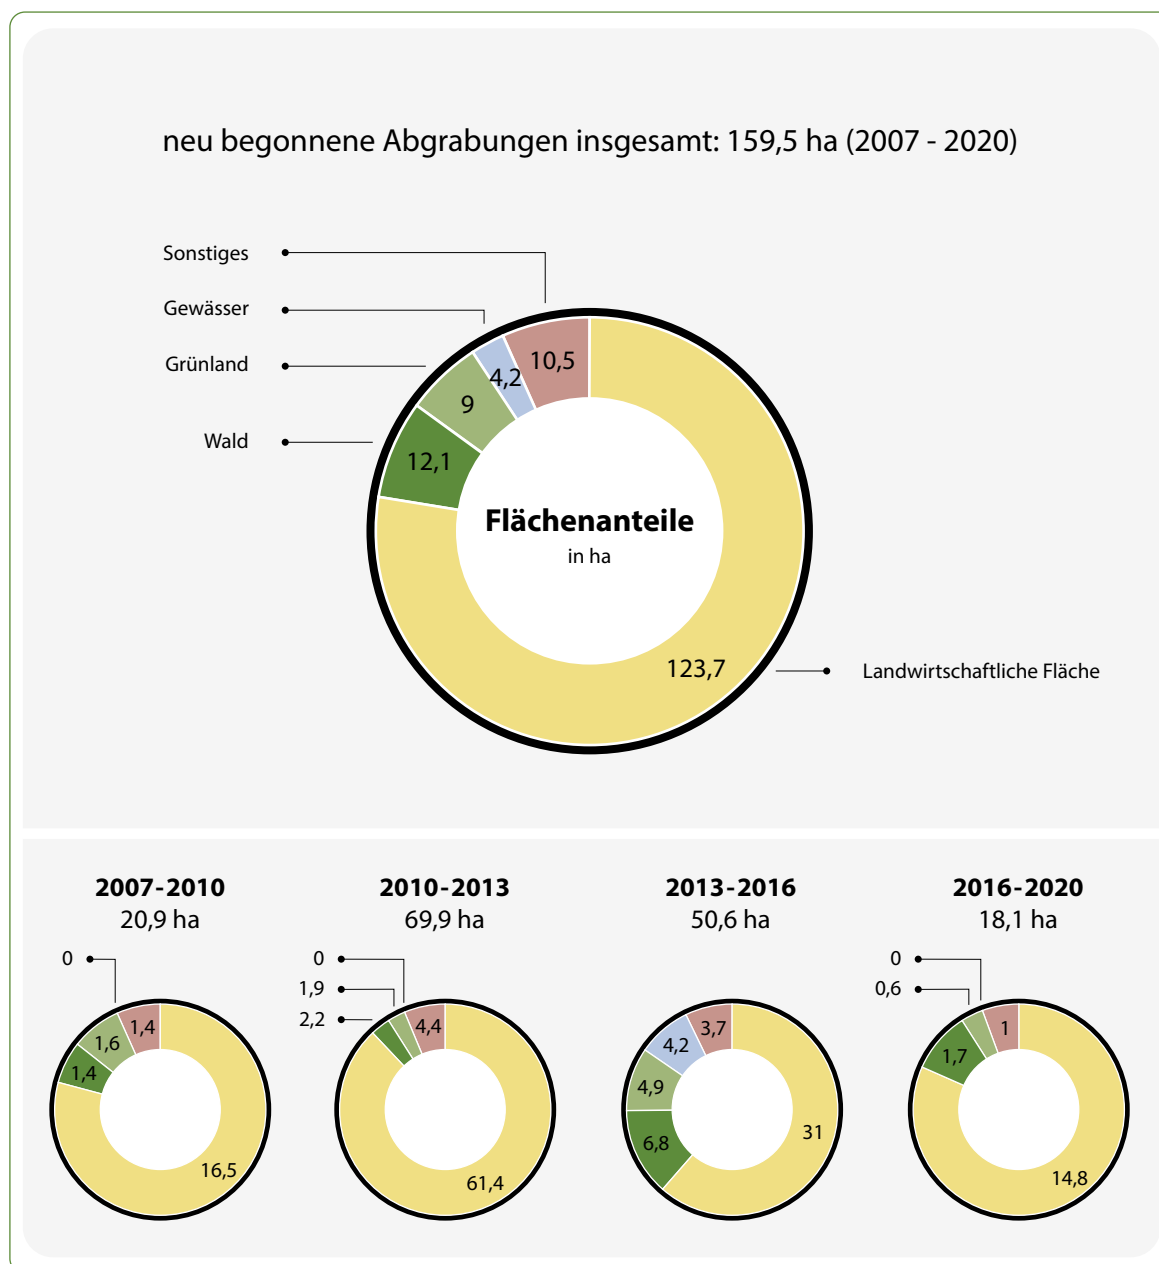 neu begonnene Abgrabungen insgesamt: 159,5 ha (2007 - 2020)
Sonstiges
Gewässer
Grünland
Wald
10,5
4,2
9
12,1
Flächenanteile
in ha
123,7
Landwirtschaftliche Fläche
2007-2010
20,9 ha
0
1,4
1,6
1,4
16,5
2010-2013
69,9 ha
0
1,9
2,2
4,4
61,4
2013-2016
50,6 ha
3,7
4,2
4,9
6,8
31
2016-2020
18,1 ha
0
0,6
1
1,7
14,8